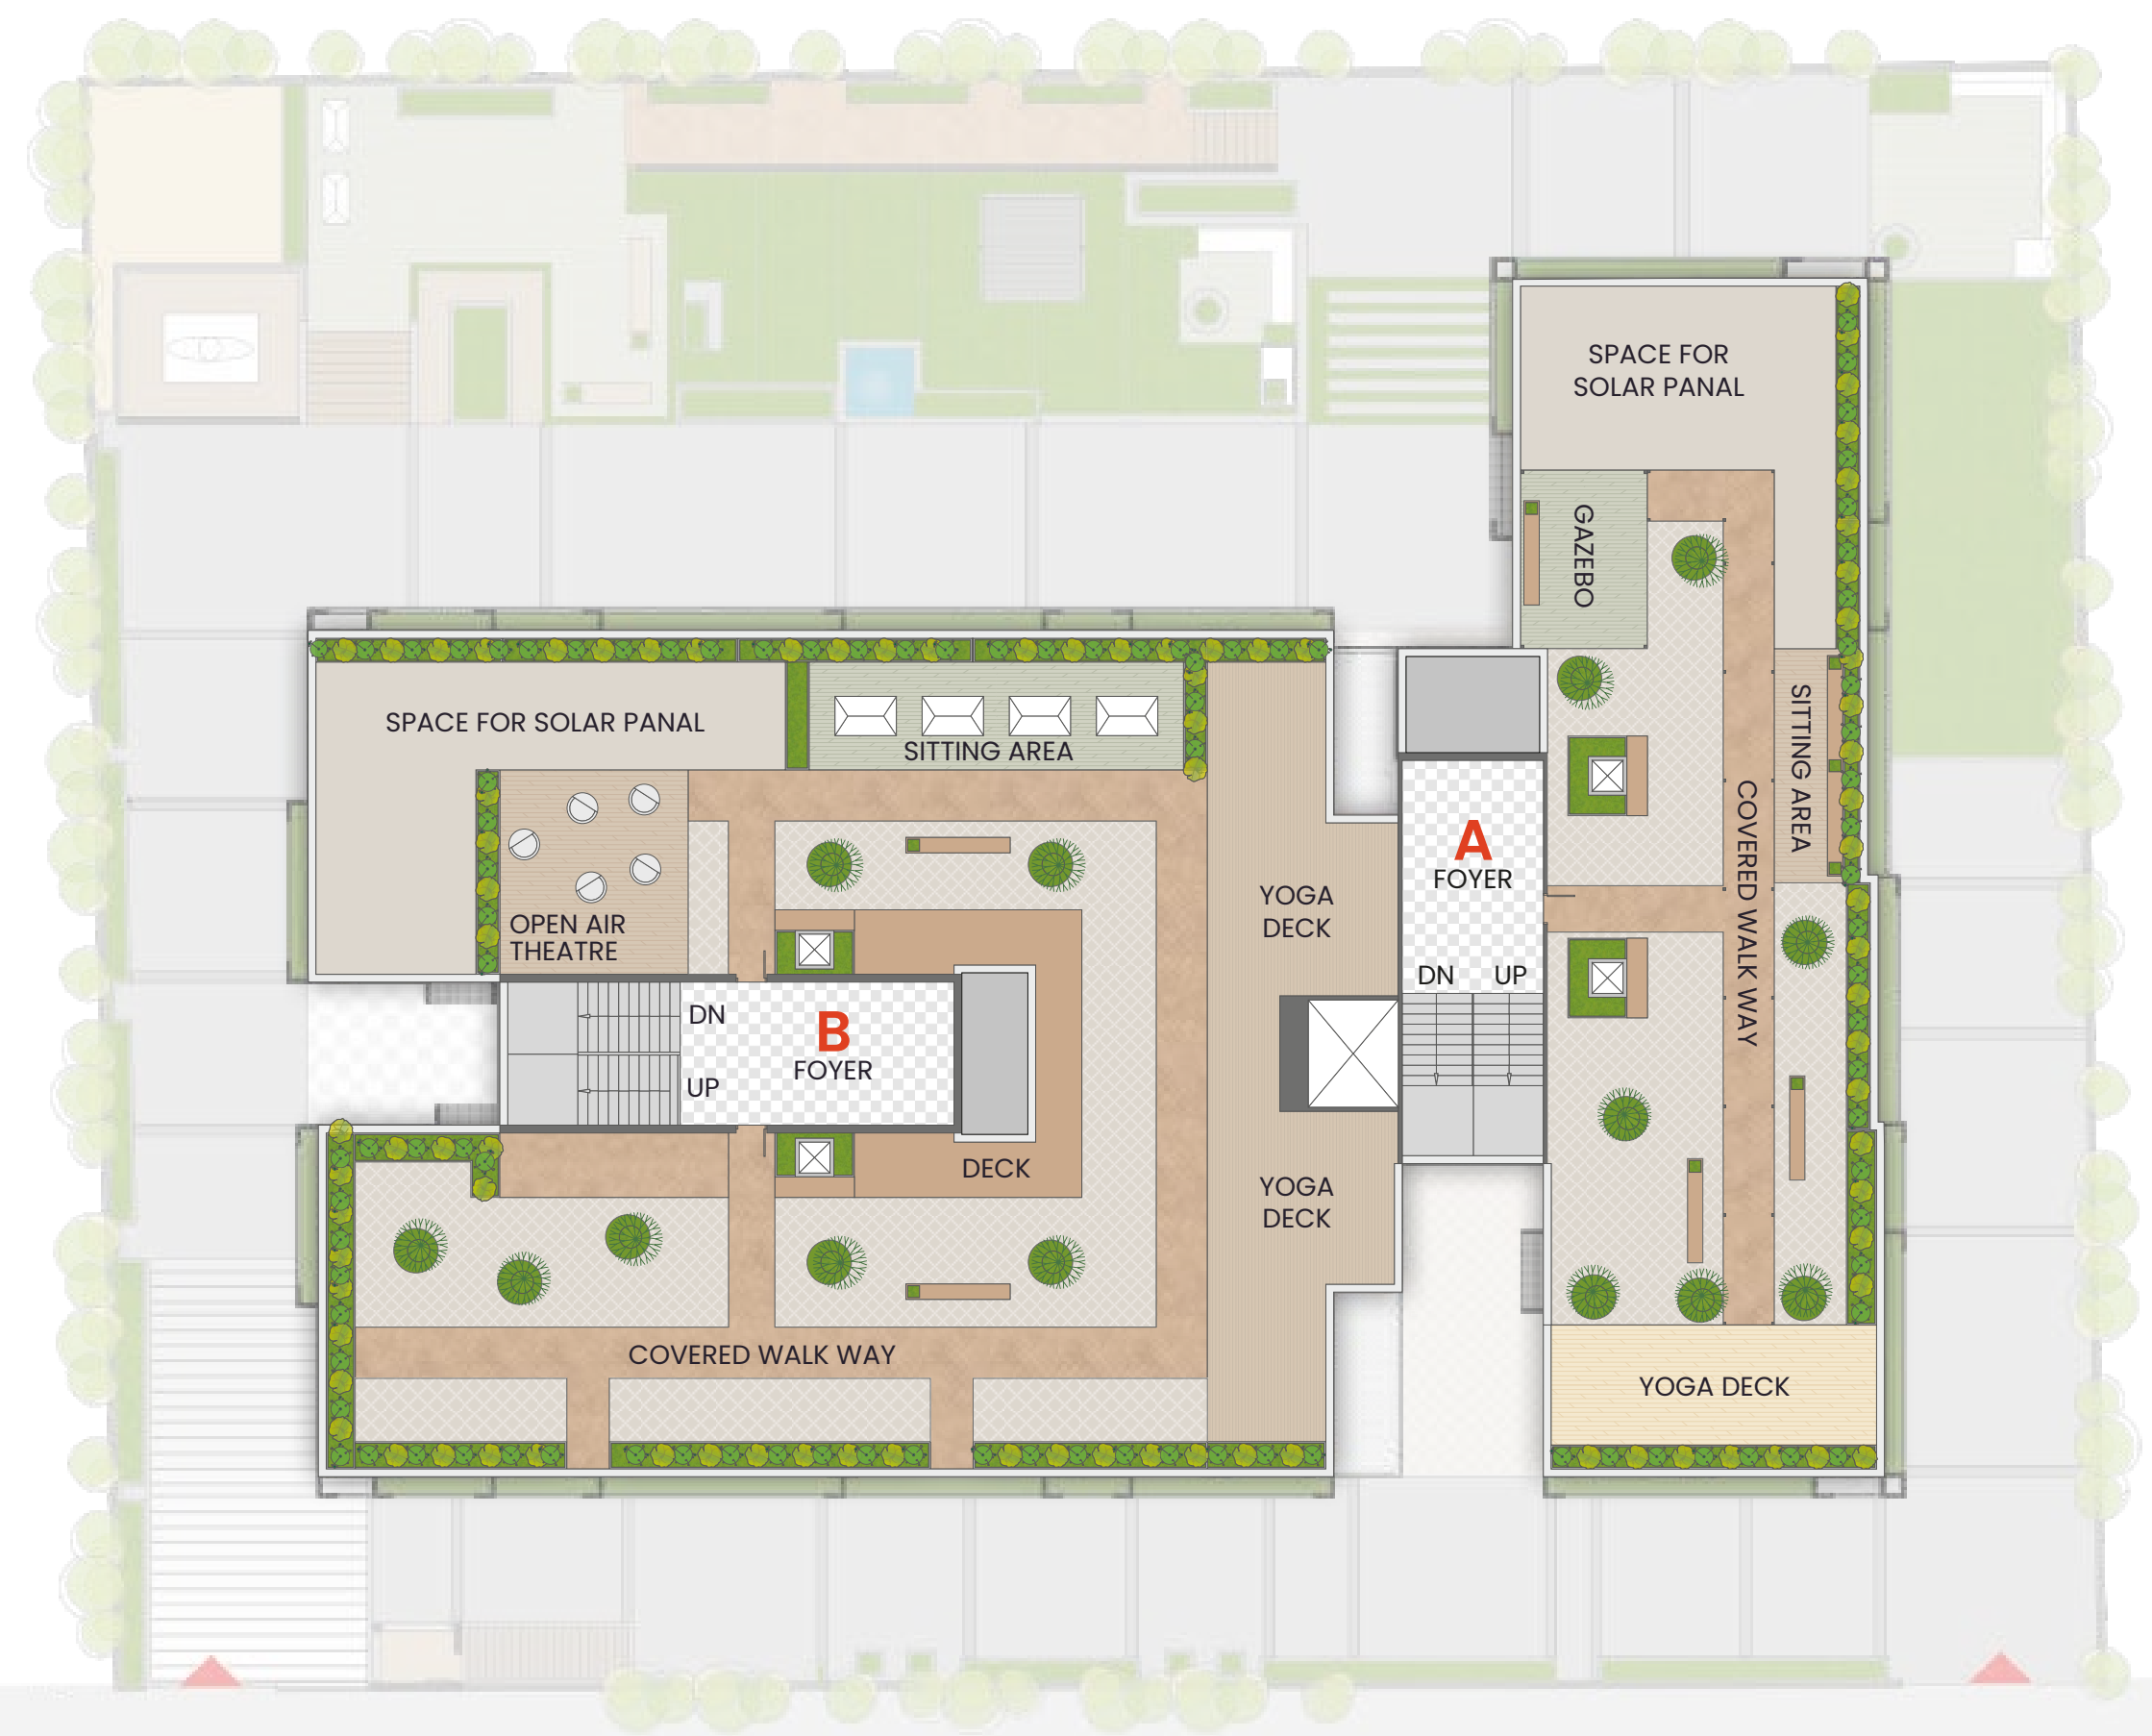 SPACE FOR
SOLAR PANAL
GAZEBO
SPACE FOR SOLAR PANAL
SITTING AREA
SITTING AREA
COVERED WALK WAY
A
FOYER
DN UP
YOGA
DECK
OPEN AIR
THEATRE
DN
B
FOYER
UP
DECK
YOGA
DECK
COVERED WALK WAY
YOGA DECK